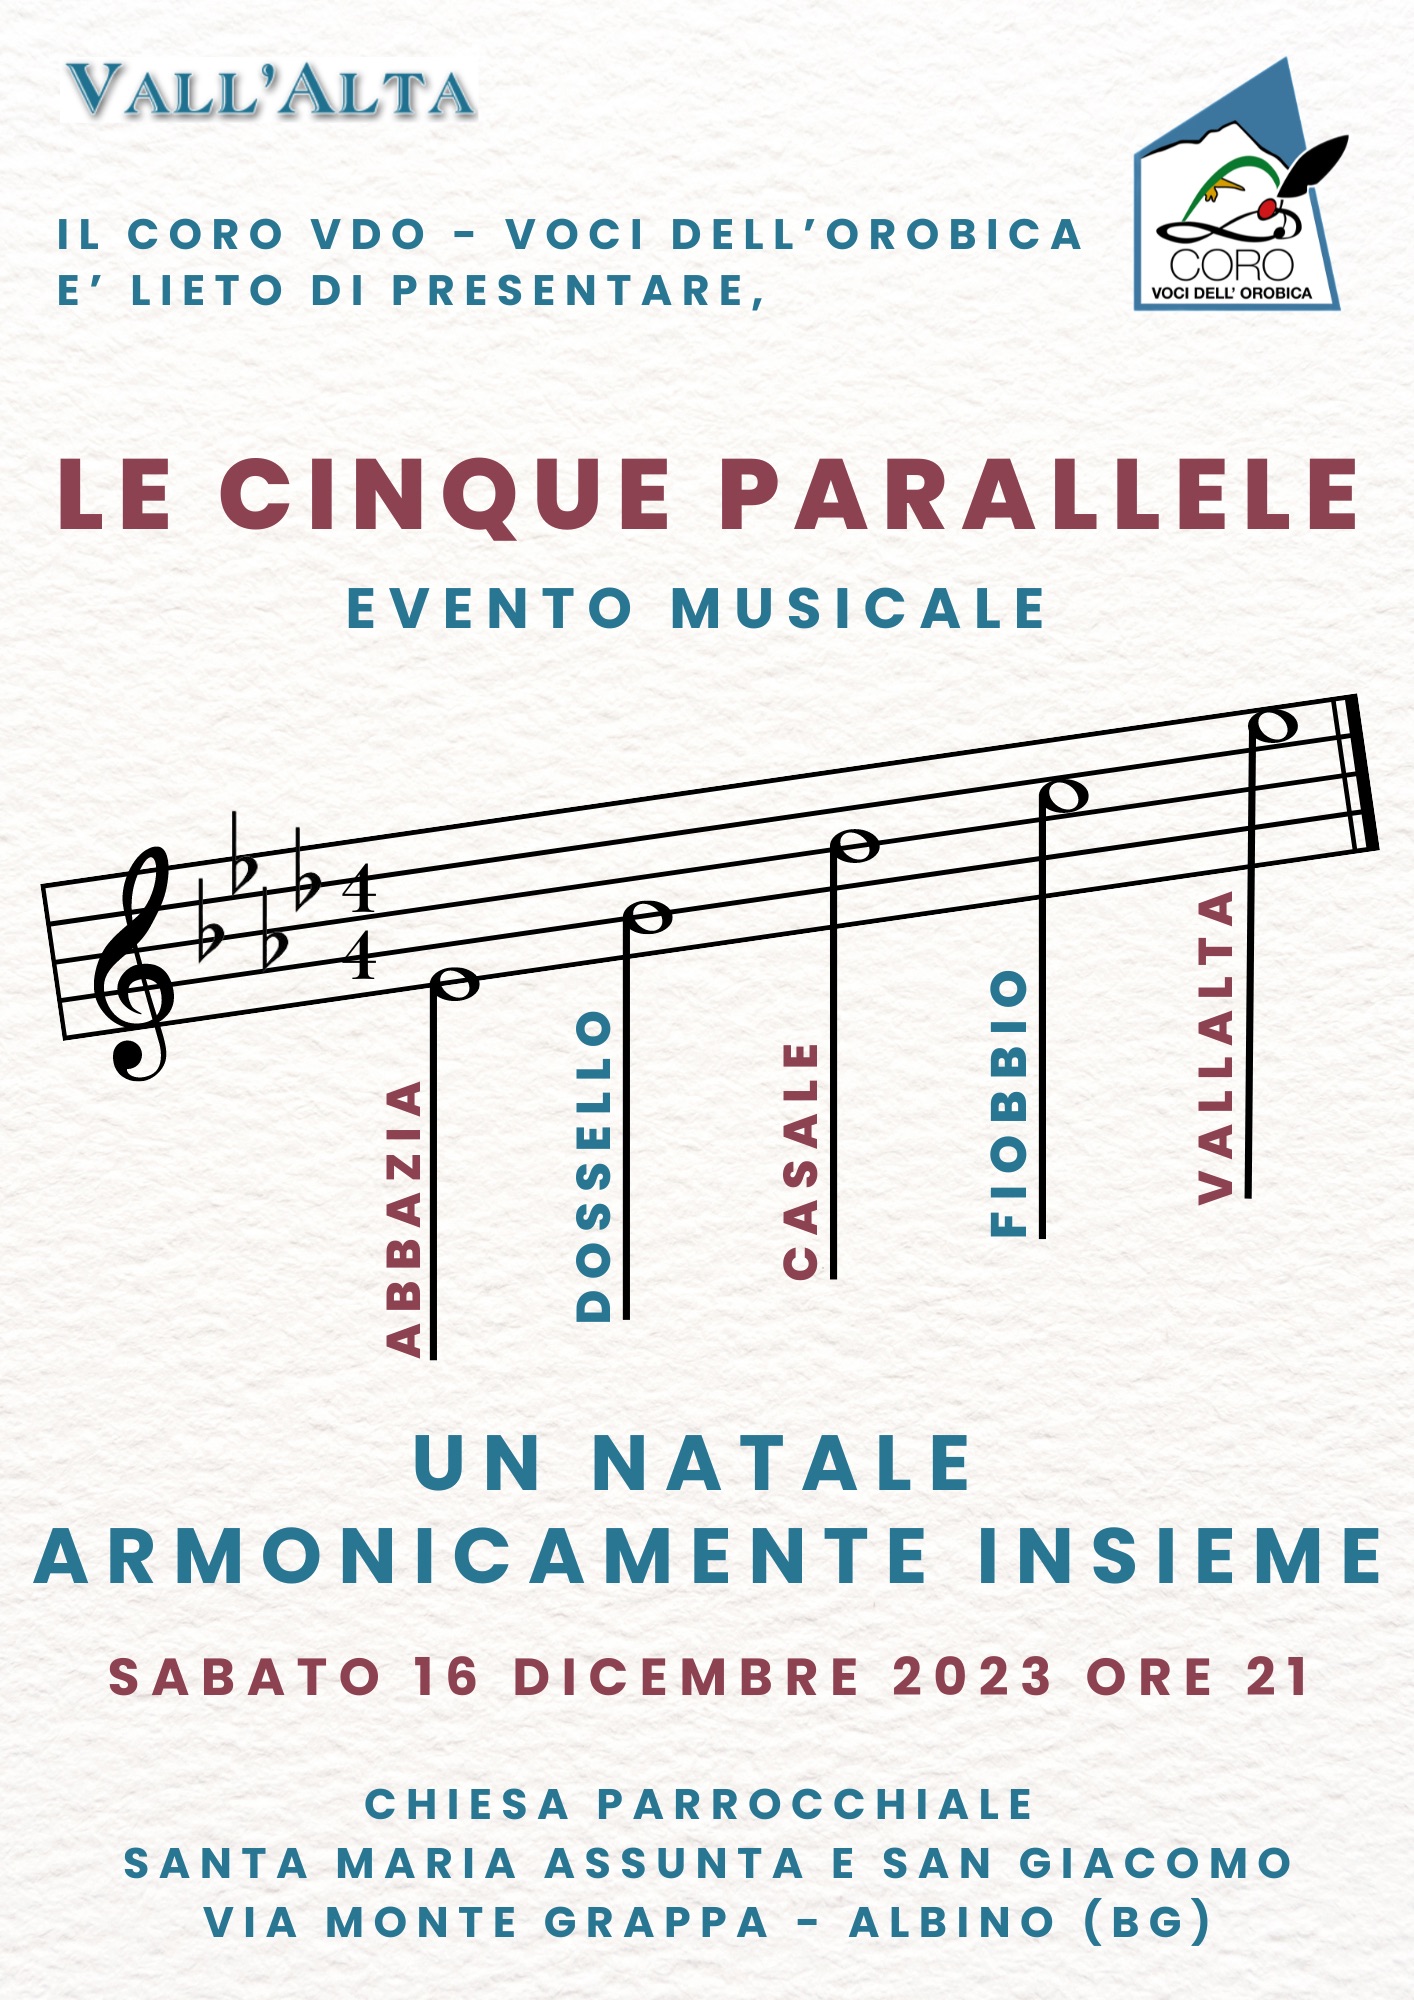 VALL'ALTA
IL CORO VDO - VOCI DELL'OROBICA
E' LIETO DI PRESENTARE,
CORO
VOCI DELL' OROBICA
LE CINQUE PARALLELE
EVENTO MUSICALE
4
4
ABBAZIA
DOSSELLO
CASALE
FIOBBIO
VALLALTA
UN NATALE
ARMONICAMENTE INSIEME
SABATO 16 DICEMBRE 2023 ORE 21
CHIESA PARROCCHIALE
SANTA MARIA ASSUNTA E SAN GIACOMO
VIA MONTE GRAPPA - ALBINO (BG)